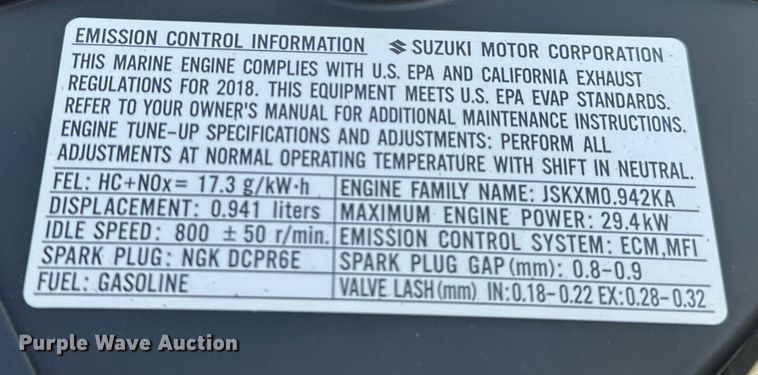 EMISSION CONTROL INFORMATION SUZUKI MOTOR CORPORATION
THIS MARINE ENGINE COMPLIES WITH U.S. EPA AND CALIFORNIA EXHAUST
REGULATIONS FOR 2018. THIS EQUIPMENT MEETS U.S. EPA EVAP STANDARDS.
REFER TO YOUR OWNER'S MANUAL FOR ADDITIONAL MAINTENANCE INSTRUCTIONS.
ENGINE TUNE-UP SPECIFICATIONS AND ADJUSTMENTS: PERFORM ALL
ADJUSTMENTS AT NORMAL OPERATING TEMPERATURE WITH SHIFT IN NEUTRAL.
FEL: HC+NOx= 17.3 g/kW·h ENGINE FAMILY NAME: JSKXM0.942KA
DISPLACEMENT: 0.941 liters MAXIMUM ENGINE POWER: 29.4kW
IDLE SPEED: 800 ± 50 r/min. EMISSION CONTROL SYSTEM: ECM,MFI
SPARK PLUG: NGK DCPR6E SPARK PLUG GAP(mm): 0.8-0.9
FUEL: GASOLINE VALVE LASH(mm) IN:0.18-0.22 EX:0.28-0.32
Purple Wave Auction